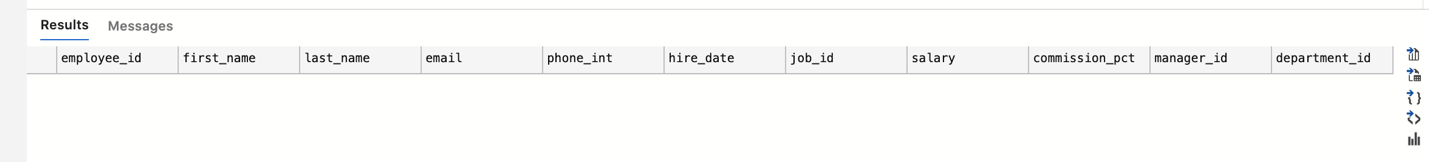 Results Messages
employee_id first_name last_name email phone_int hire_date job_id salary commission_pct manager_id department_id